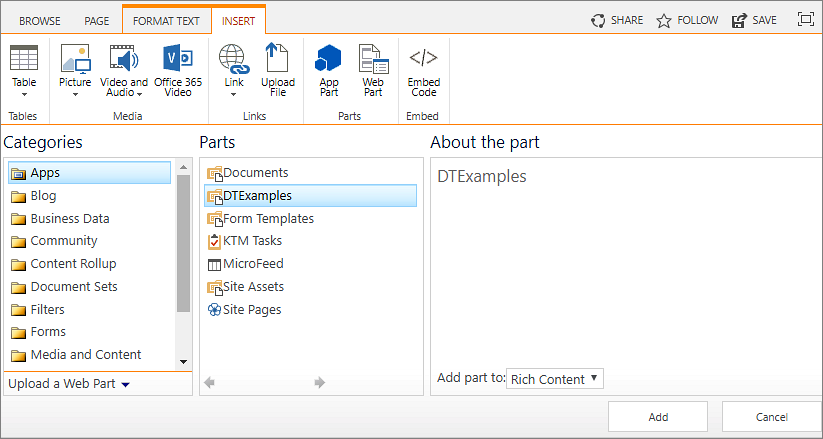 BROWSE PAGE FORMAT TEXT INSERT SHARE FOLLOW SAVE
Table Picture Video and Audio Office 365 Video Link Upload File App Part Web Part Embed Code
Tables Media Links Parts Embed
Categories
Apps
Blog
Business Data
Community
Content Rollup
Document Sets
Filters
Forms
Media and Content
Upload a Web Part
Parts
Documents
DTExamples
Form Templates
KTM Tasks
MicroFeed
Site Assets
Site Pages
About the part
DTExamples
Add part to: Rich Content
Add Cancel